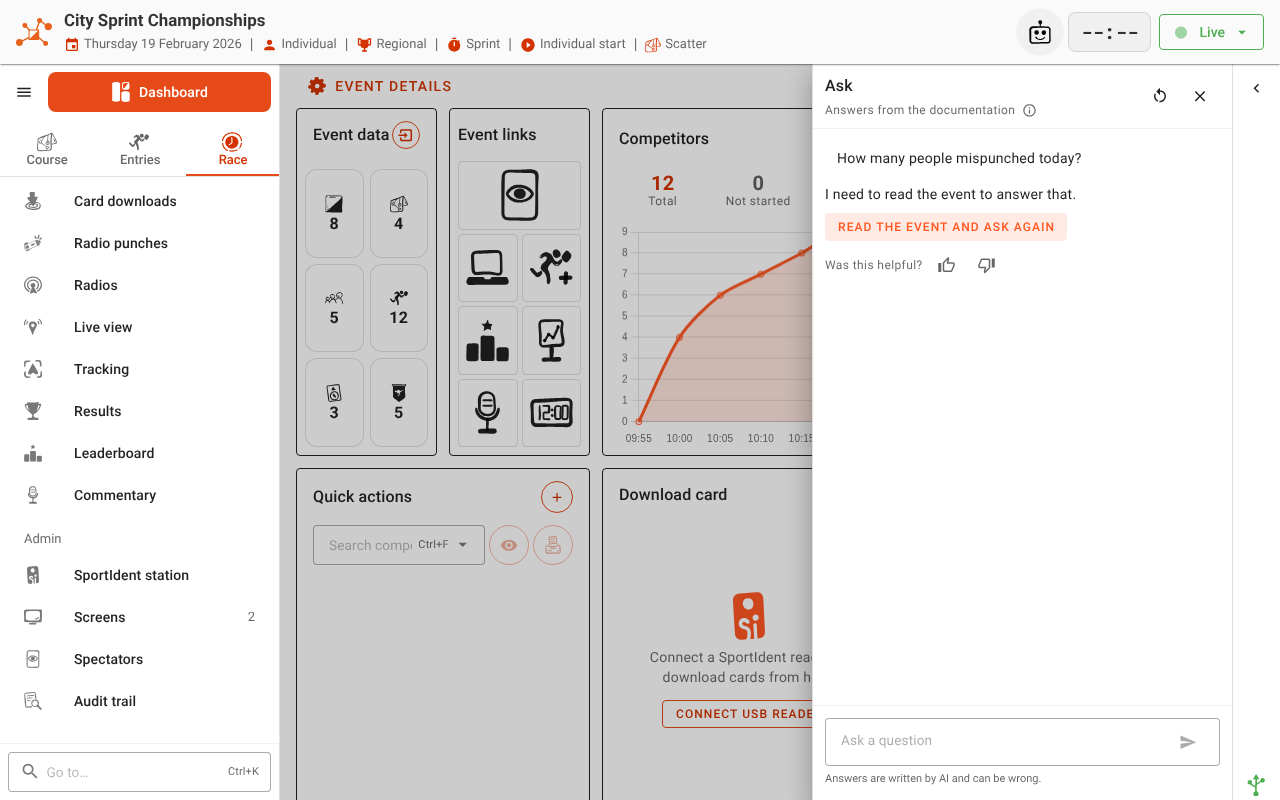 City Sprint Championships
Thursday 19 February 2026 | Individual | Regional | Sprint | Individual start | Scatter
--:--
Live
Dashboard
Course
Entries
Race
Card downloads
Radio punches
Radios
Live view
Tracking
Results
Leaderboard
Commentary
Admin
SportIdent station
Screens 2
Spectators
Audit trail
Go to... Ctrl+K
EVENT DETAILS
Event data
8 4
5 12
3 5
Event links
12:00
Competitors
12 0
Total Not started
9
8
7
6
5
4
3
2
1
0
09:55 10:00 10:05 10:10 10:15
Quick actions
Search compe Ctrl+F
Download card
Si
Connect a SportIdent rea
download cards from h
CONNECT USB READE
Ask
Answers from the documentation
How many people mispunched today?
I need to read the event to answer that.
READ THE EVENT AND ASK AGAIN
Was this helpful?
Ask a question
Answers are written by AI and can be wrong.